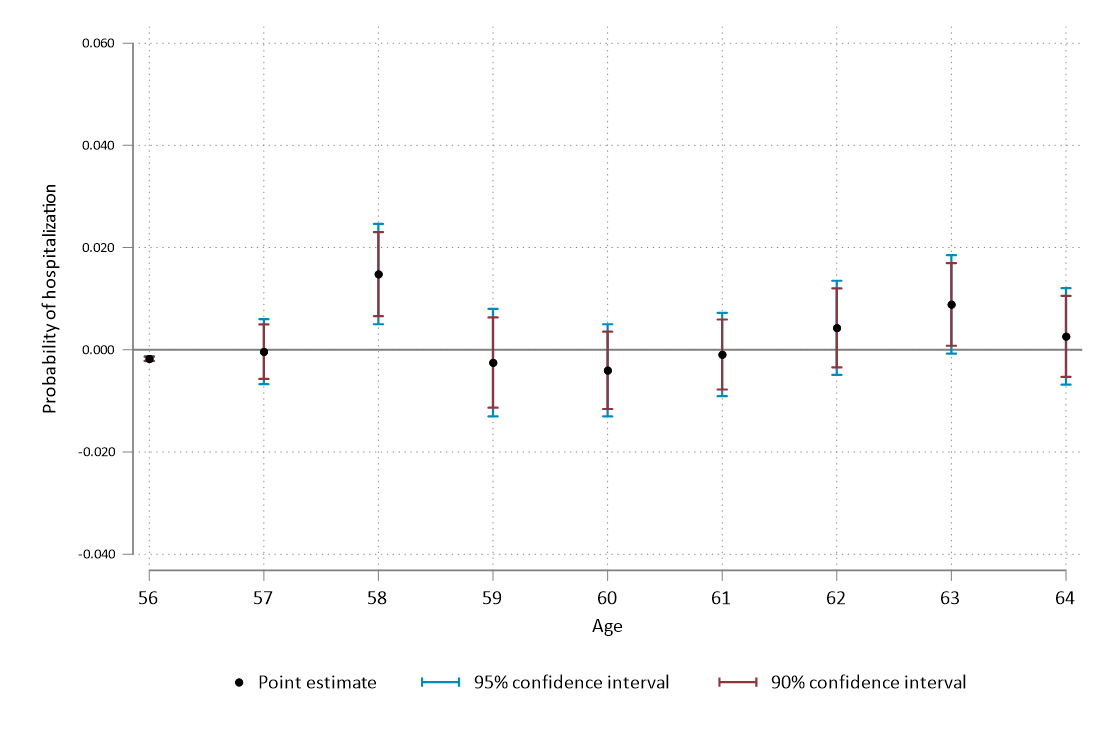 Probability of hospitalization
0.060
0.040
0.020
0.000
-0.020
-0.040
56 57 58 59 60 61 62 63 64
Age
Point estimate 95% confidence interval 90% confidence interval